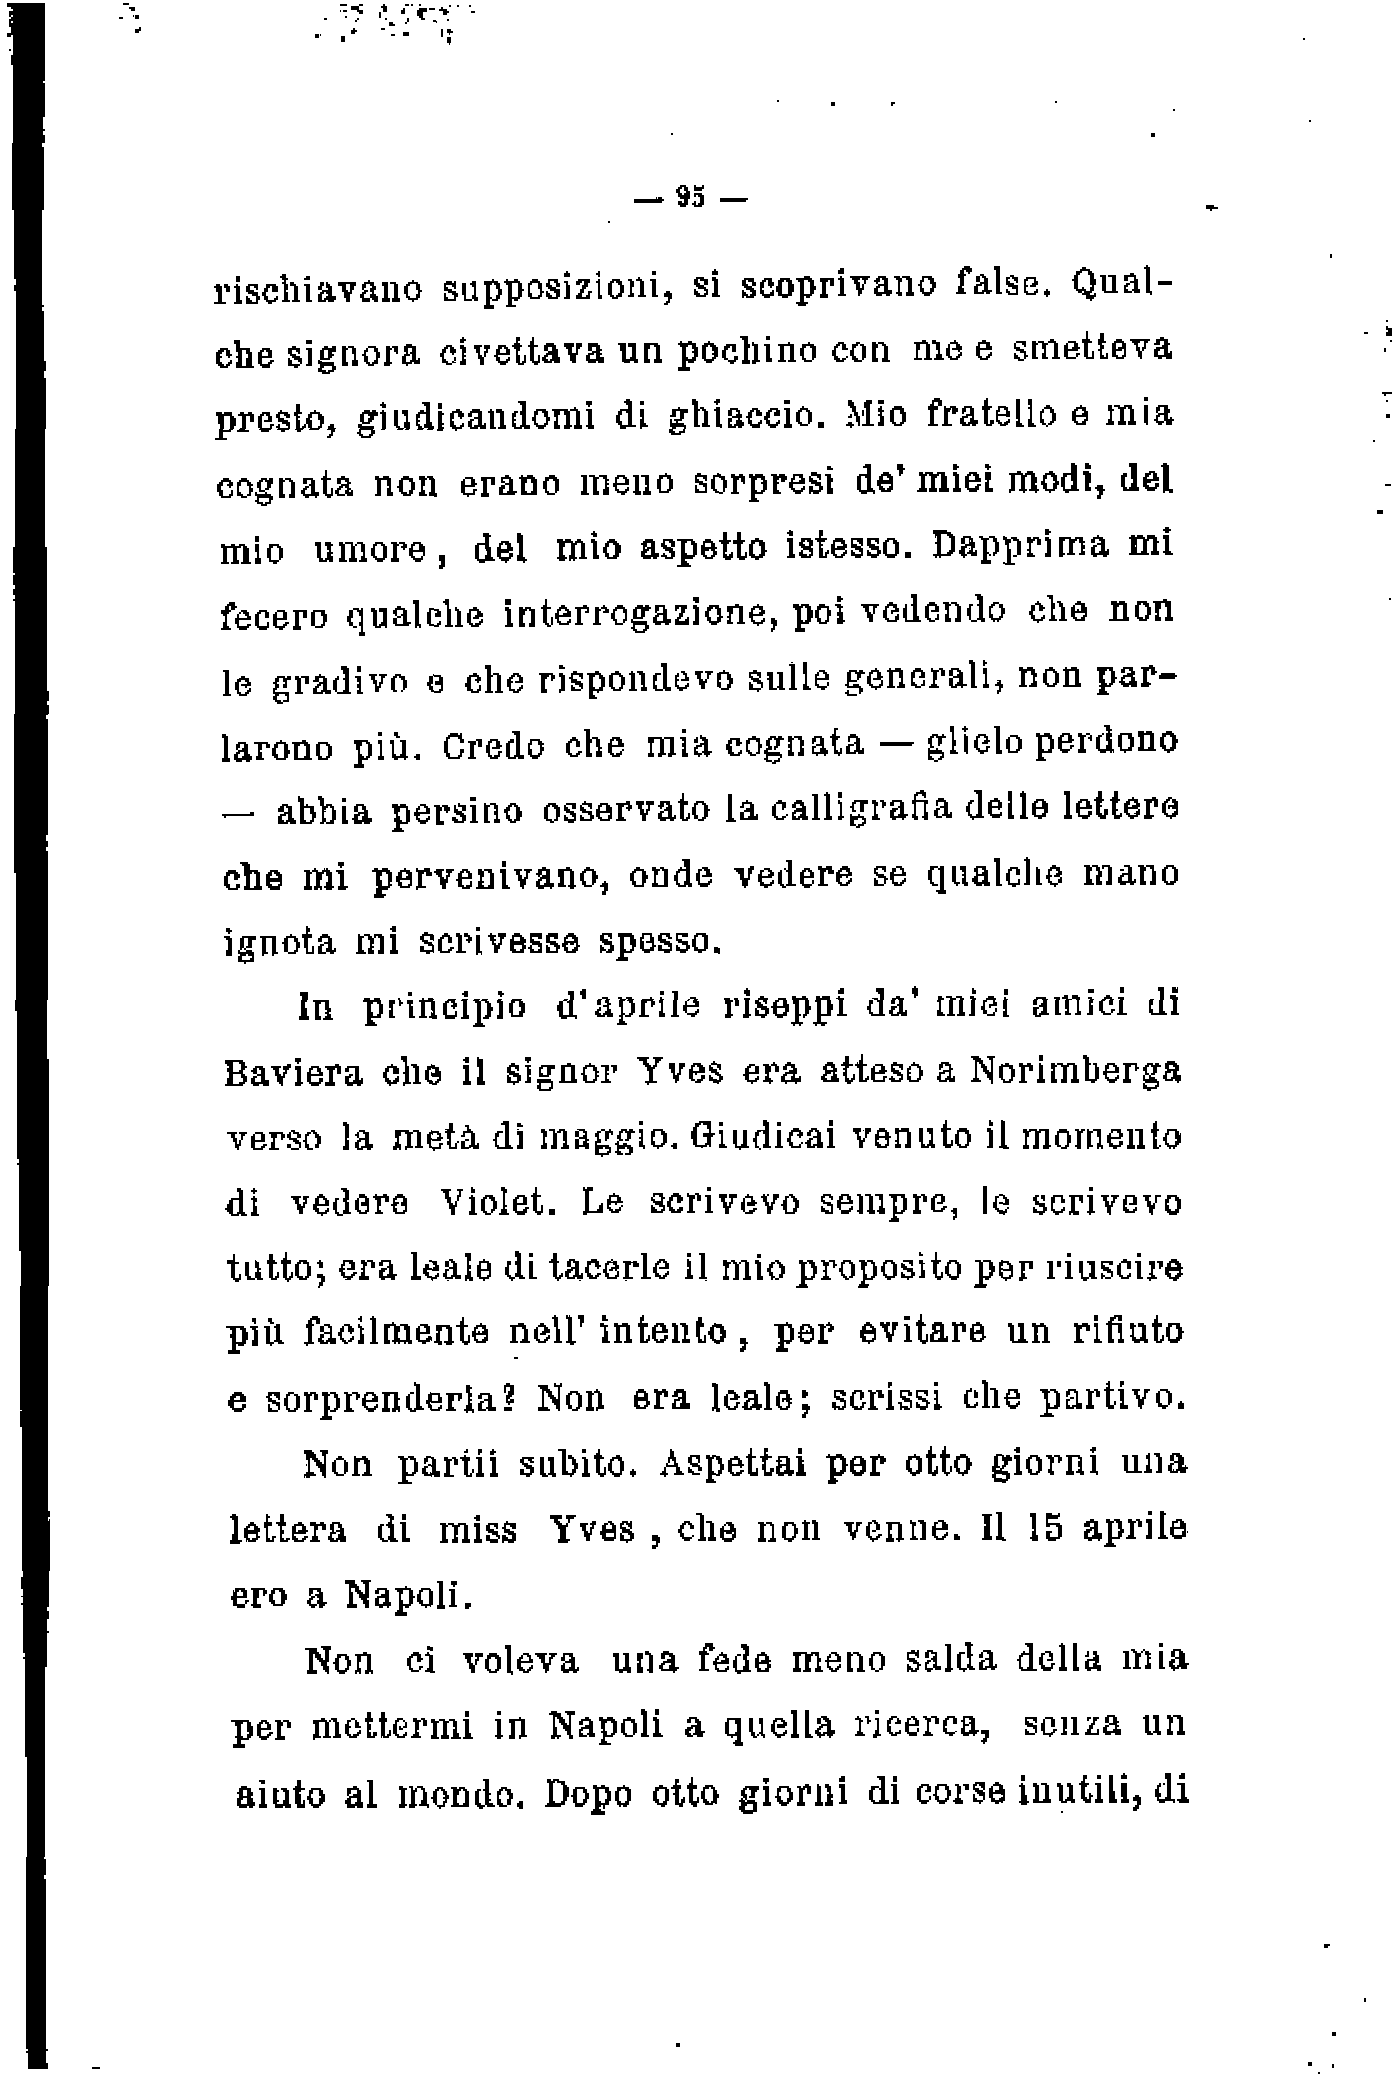 — 95 —
rischiavano supposizioni, si scoprivano false. Qual-
che signora civettava un pochino con me e smetteva
presto, giudicandomi di ghiaccio. Mio fratello e mia
cognata non erano meno sorpresi de' miei modi, del
mio umore, del mio aspetto istesso. Dapprima mi
fecero qualche interrogazione, poi vedendo che non
le gradivo e che rispondevo sulle generali, non par-
larono più. Credo che mia cognata — glielo perdono
— abbia persino osservato la calligrafia delle lettere
che mi pervenivano, onde vedere se qualche mano
ignota mi scrivesse spesso.
In principio d'aprile riseppi da' miei amici di
Baviera che il signor Yves era atteso a Norimberga
verso la metà di maggio. Giudicai venuto il momento
di vedere Violet. Le scrivevo sempre, le scrivevo
tutto; era leale di tacerle il mio proposito per riuscire
più facilmente nell' intento, per evitare un rifiuto
e sorprenderla? Non era leale; scrissi che partivo.
Non partii subito. Aspettai per otto giorni una
lettera di miss Yves, che non venne. Il 15 aprile
ero a Napoli.
Non ci voleva una fede meno salda della mia
per mettermi in Napoli a quella ricerca, senza un
aiuto al mondo. Dopo otto giorni di corse inutili, di